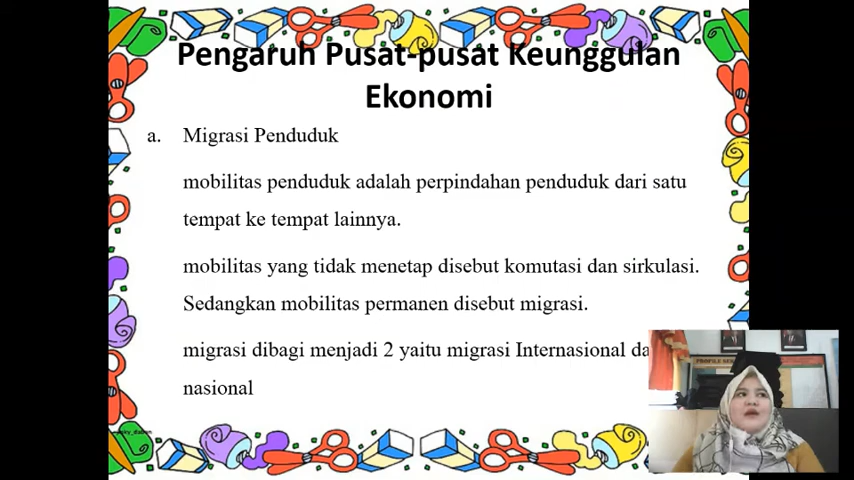 Pengaruh Pusat-pusat Keunggulan
Ekonomi
a. Migrasi Penduduk
mobilitas penduduk adalah perpindahan penduduk dari satu
tempat ke tempat lainnya.
mobilitas yang tidak menetap disebut komutasi dan sirkulasi.
Sedangkan mobilitas permanen disebut migrasi.
migrasi dibagi menjadi 2 yaitu migrasi Internasional da
nasional